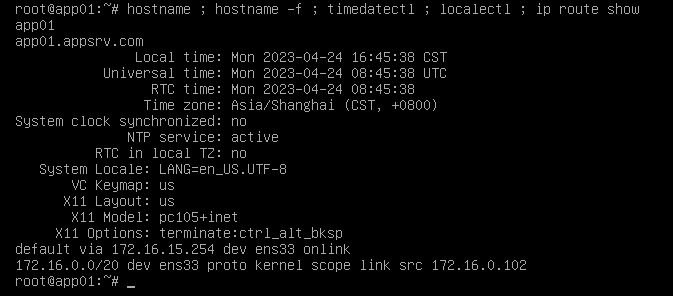 root@app01:~# hostname ; hostname -f ; timedatectl ; localectl ; ip route show
app01
app01.appsrv.com
Local time: Mon 2023-04-24 16:45:38 CST
Universal time: Mon 2023-04-24 08:45:38 UTC
RTC time: Mon 2023-04-24 08:45:38
Time zone: Asia/Shanghai (CST, +0800)
System clock synchronized: no
NTP service: active
RTC in local TZ: no
System Locale: LANG=en_US.UTF-8
VC Keymap: us
X11 Layout: us
X11 Model: pc105+inet
X11 Options: terminate:ctrl_alt_bksp
default via 172.16.15.254 dev ens33 onlink
172.16.0.0/20 dev ens33 proto kernel scope link src 172.16.0.102
root@app01:~# _